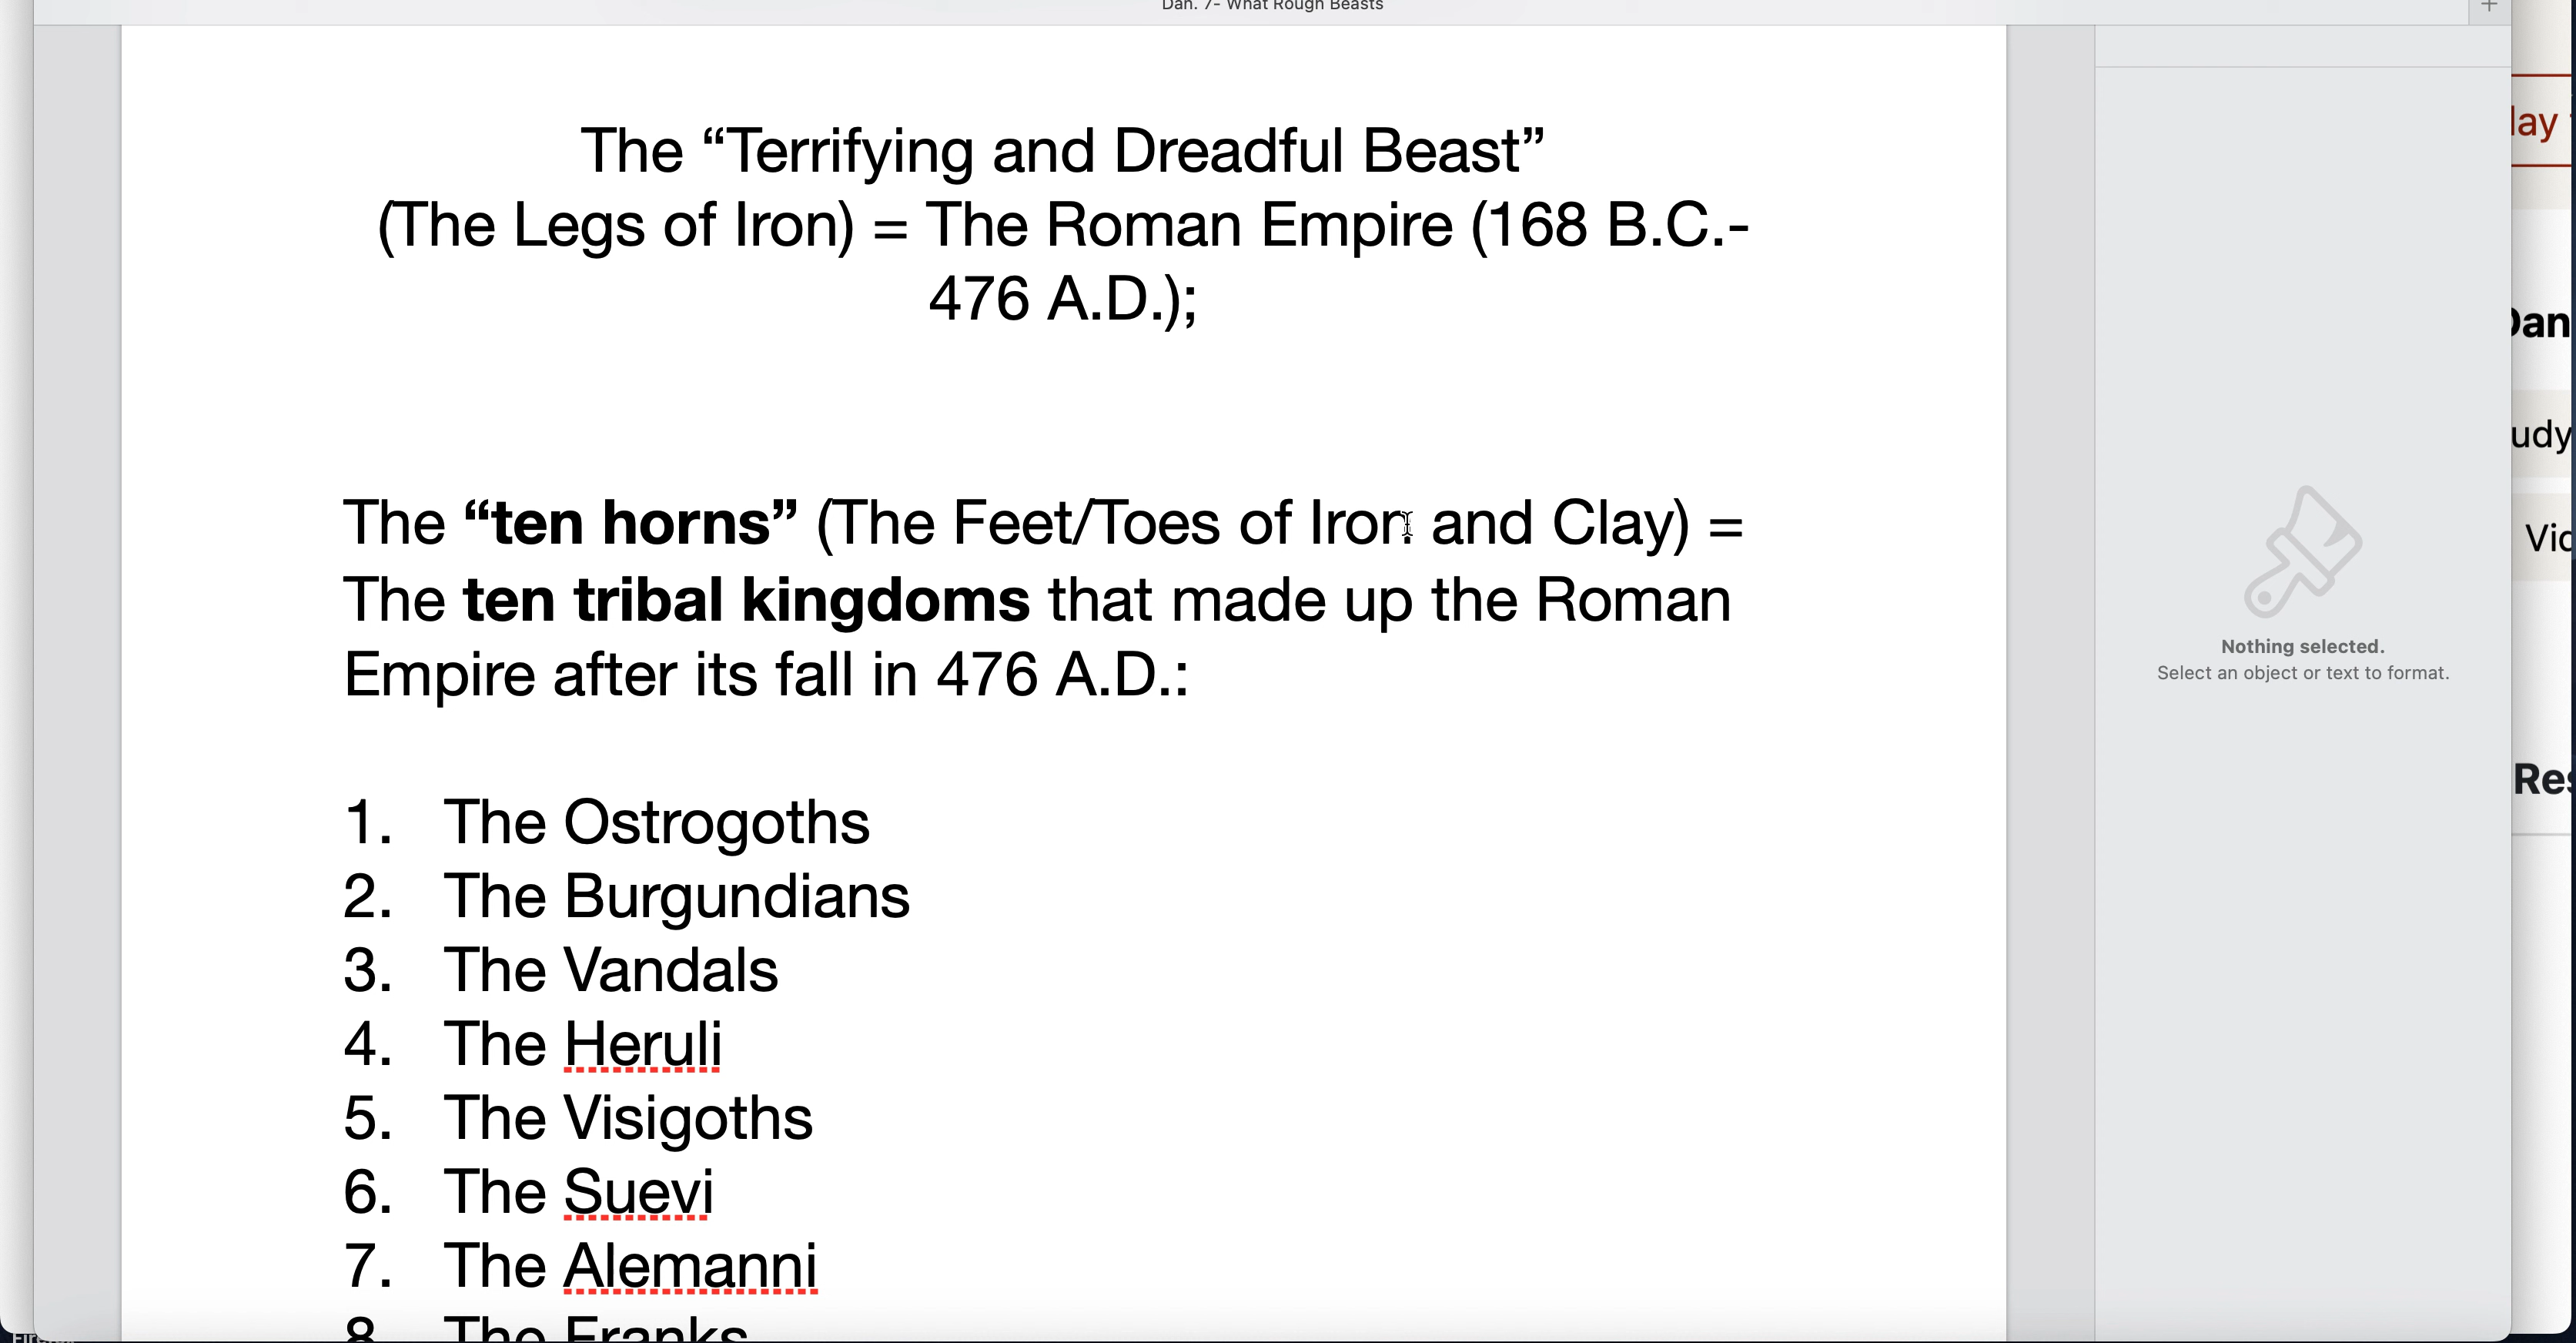 Dan. 7- What Rough Beasts
The “Terrifying and Dreadful Beast”
(The Legs of Iron) = The Roman Empire (168 B.C.-
476 A.D.);
The “ten horns” (The Feet/Toes of Iron and Clay) =
The ten tribal kingdoms that made up the Roman
Empire after its fall in 476 A.D.:
1. The Ostrogoths
2. The Burgundians
3. The Vandals
4. The Heruli
5. The Visigoths
6. The Suevi
7. The Alemanni
8. The Franks
Nothing selected.
Select an object or text to format.